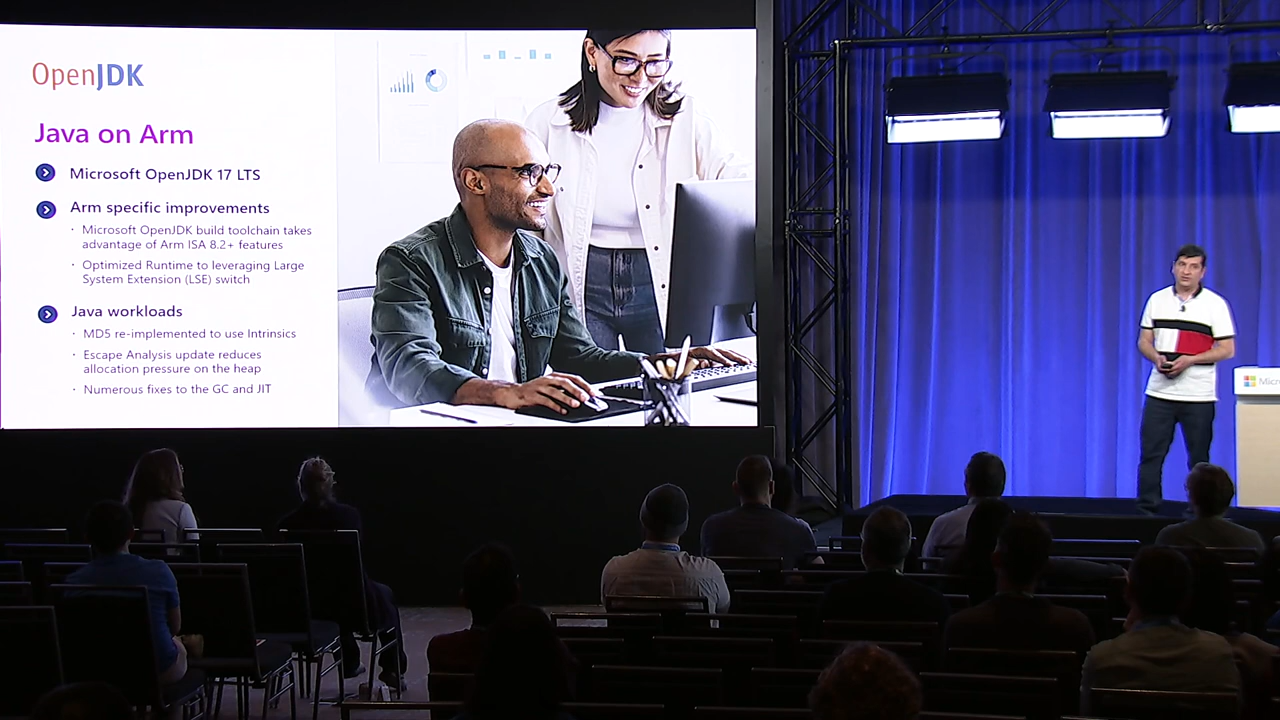 OpenJDK
Java on Arm
Microsoft OpenJDK 17 LTS
Arm specific improvements
· Microsoft OpenJDK build toolchain takes
advantage of Arm ISA 8.2+ features
· Optimized Runtime to leveraging Large
System Extension (LSE) switch
Java workloads
· MD5 re-implemented to use Intrinsics
· Escape Analysis update reduces
allocation pressure on the heap
· Numerous fixes to the GC and JIT
Micro